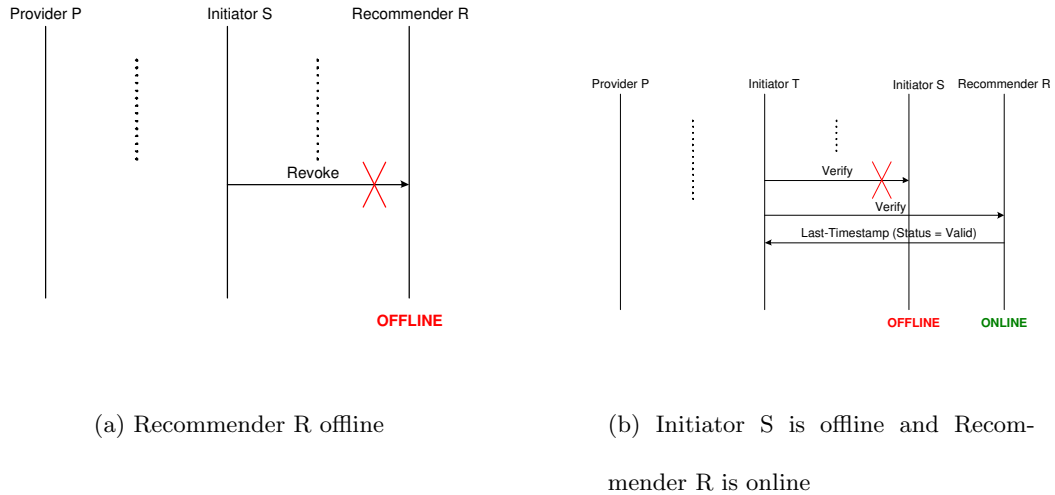 Provider P Initiator S Recommender R
Revoke
OFFLINE
(a) Recommender R offline
Provider P Initiator T Initiator S Recommender R
Verify
Verify
Last-Timestamp (Status = Valid)
OFFLINE ONLINE
(b) Initiator S is offline and Recom-
mender R is online